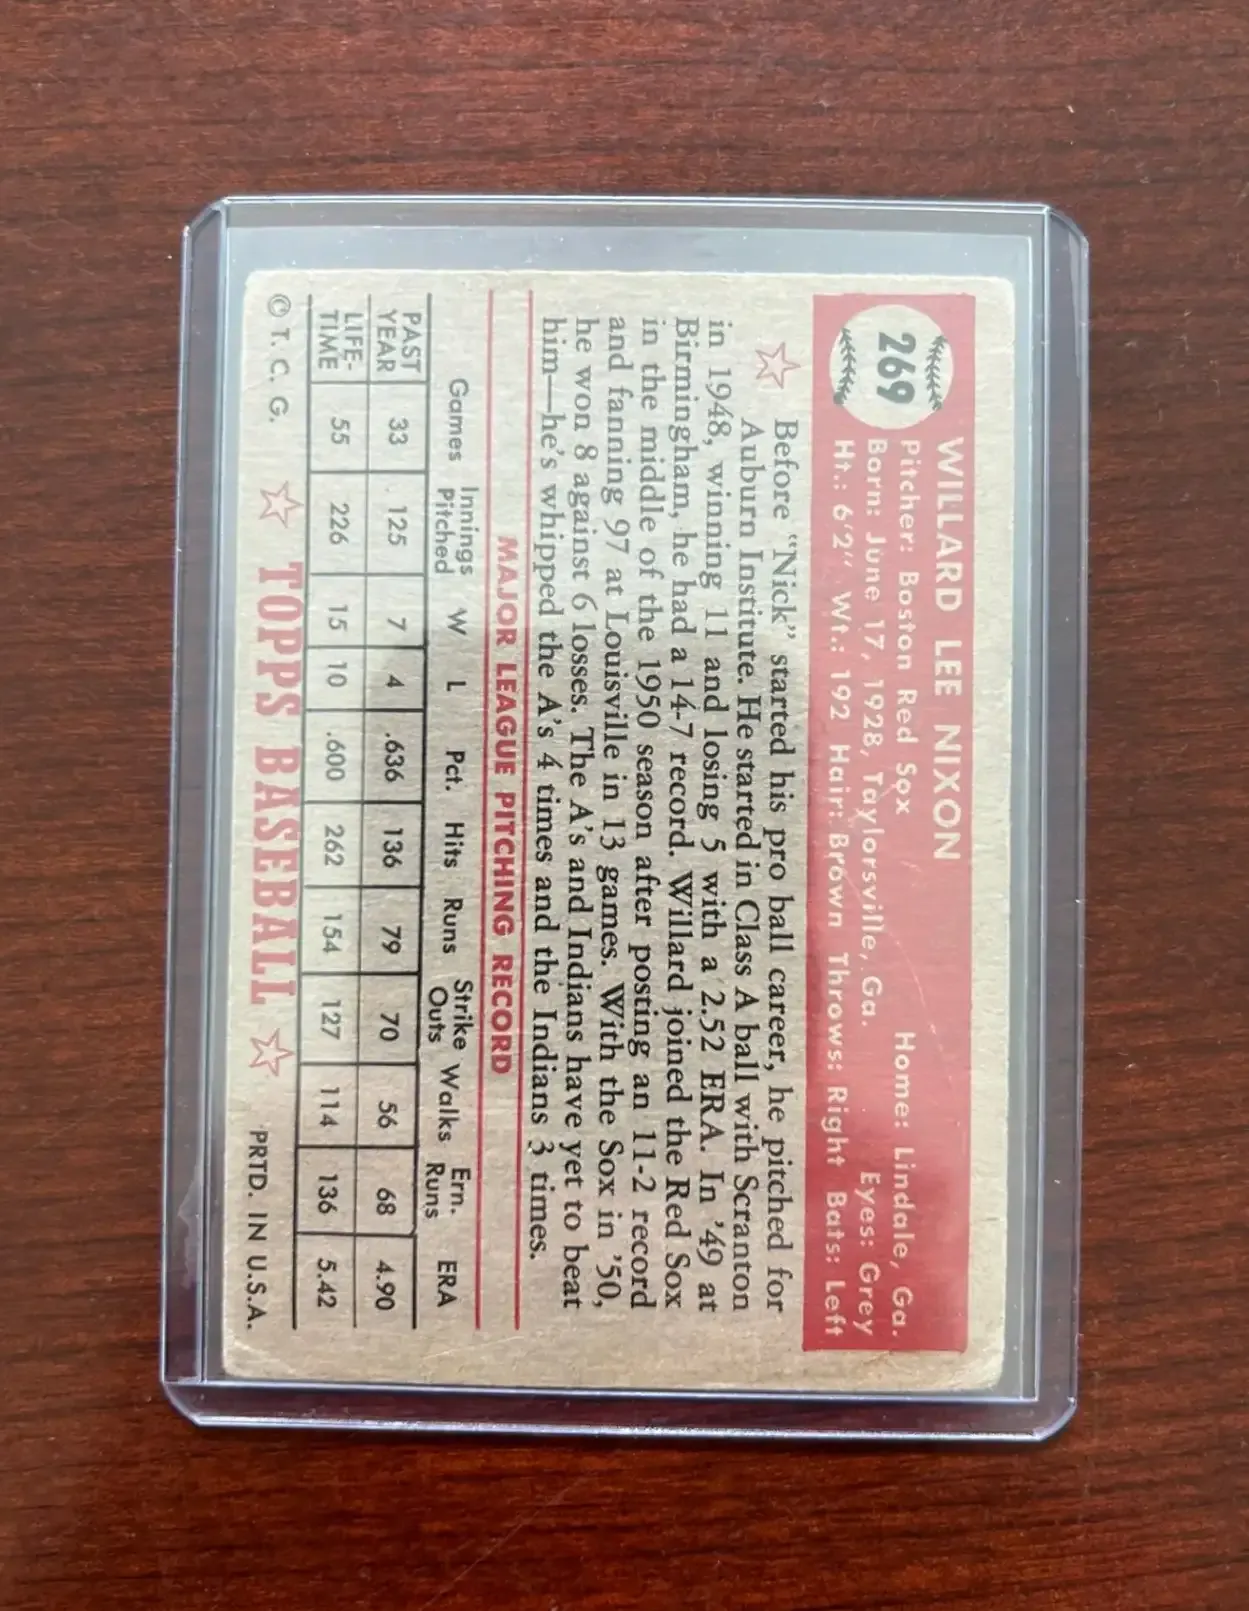 269
WILLARD LEE NIXON
Pitcher: Boston Red Sox Home: Lindale, Ga.
Born: June 17, 1928, Taylorsville, Ga. Eyes: Grey
Ht.: 6'2" Wt.: 192 Hair: Brown Throws: Right Bats: Left
Before "Nick" started his pro ball career, he pitched for
Auburn Institute. He started in Class A ball with Scranton
in 1948, winning 11 and losing 5 with a 2.52 ERA. In '49 at
Birmingham, he had a 14-7 record. Willard joined the Red Sox
in the middle of the 1950 season after posting an 11-2 record
and fanning 97 at Louisville in 13 games. With the Sox in '50,
he won 8 against 6 losses. The A's and Indians have yet to beat
him—he's whipped the A's 4 times and the Indians 3 times.
MAJOR LEAGUE PITCHING RECORD
Games Innings Pitched W L Pct. Hits Runs Strike Outs Walks Ern. Runs ERA
PAST YEAR 33 125 7 4 .636 136 79 70 56 68 4.90
LIFE-TIME 55 226 15 10 .600 262 154 127 114 136 5.42
© T. C. G. TOPPS BASEBALL PRTD. IN U.S.A.